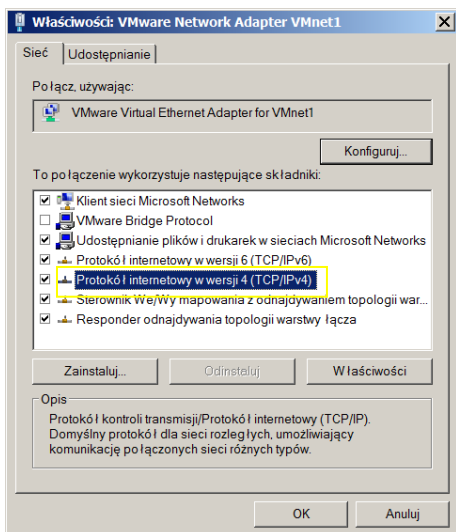 Właściwości: VMware Network Adapter VMnet1
Sieć
Udostępnianie
Połącz, używając:
VMware Virtual Ethernet Adapter for VMnet1
Konfiguruj...
To połączenie wykorzystuje następujące składniki:
Klient sieci Microsoft Networks
VMware Bridge Protocol
Udostępnianie plików i drukarek w sieciach Microsoft Networks
Protokół internetowy w wersji 6 (TCP/IPv6)
Protokół internetowy w wersji 4 (TCP/IPv4)
Sterownik We/Wy mapowania z odnajdywaniem topologii war...
Responder odnajdywania topologii warstwy łącza
Zainstaluj...
Odinstaluj
Właściwości
Opis
Protokół kontroli transmisji/Protokół internetowy (TCP/IP).
Domyślny protokół dla sieci rozległych, umożliwiający
komunikację połączonych sieci różnych typów.
OK
Anuluj